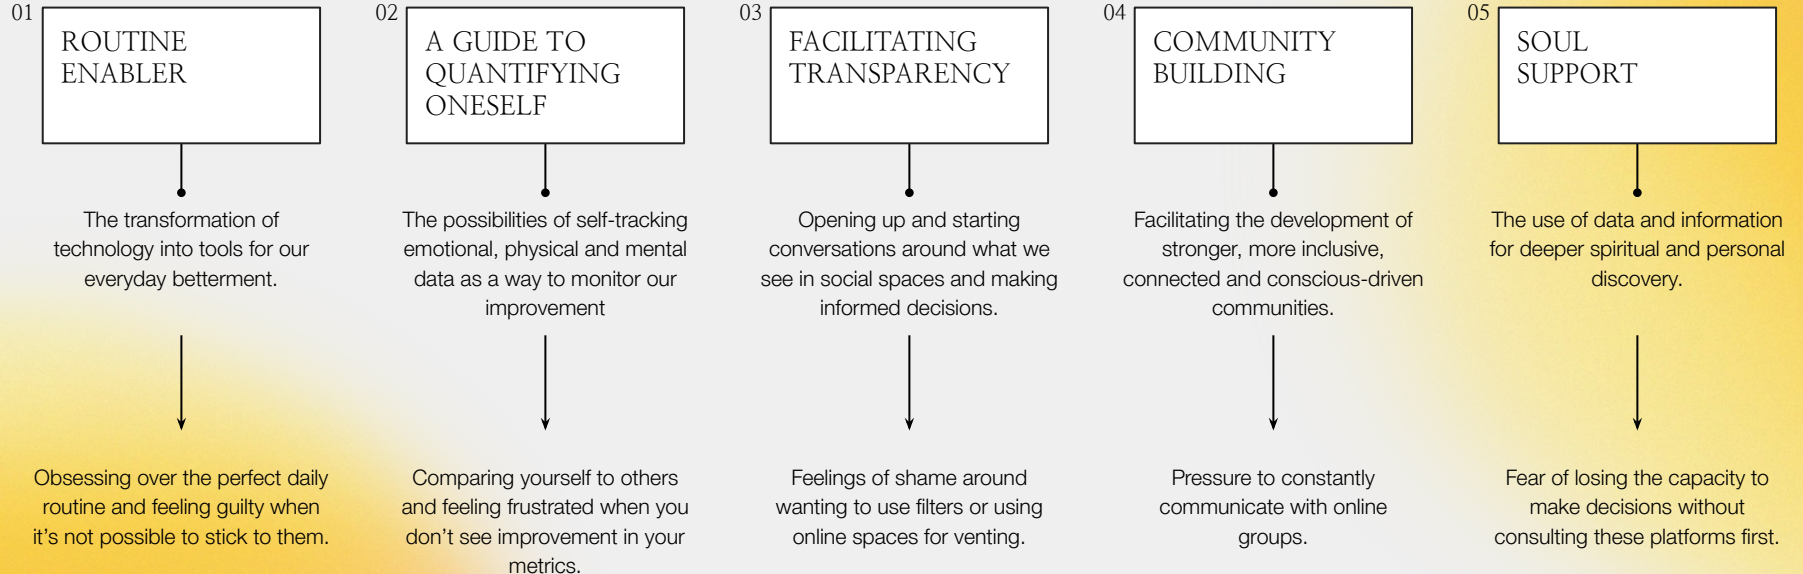 01
ROUTINE
ENABLER
The transformation of
technology into tools for our
everyday betterment.
Obsessing over the perfect daily
routine and feeling guilty when
it's not possible to stick to them.
02
A GUIDE TO
QUANTIFYING
ONESELF
The possibilities of self-tracking
emotional, physical and mental
data as a way to monitor our
improvement
Comparing yourself to others
and feeling frustrated when you
don't see improvement in your
metrics.
03
FACILITATING
TRANSPARENCY
Opening up and starting
conversations around what we
see in social spaces and making
informed decisions.
Feelings of shame around
wanting to use filters or using
online spaces for venting.
04
COMMUNITY
BUILDING
Facilitating the development of
stronger, more inclusive,
connected and conscious-driven
communities.
Pressure to constantly
communicate with online
groups.
05
SOUL
SUPPORT
The use of data and information
for deeper spiritual and personal
discovery.
Fear of losing the capacity to
make decisions without
consulting these platforms first.